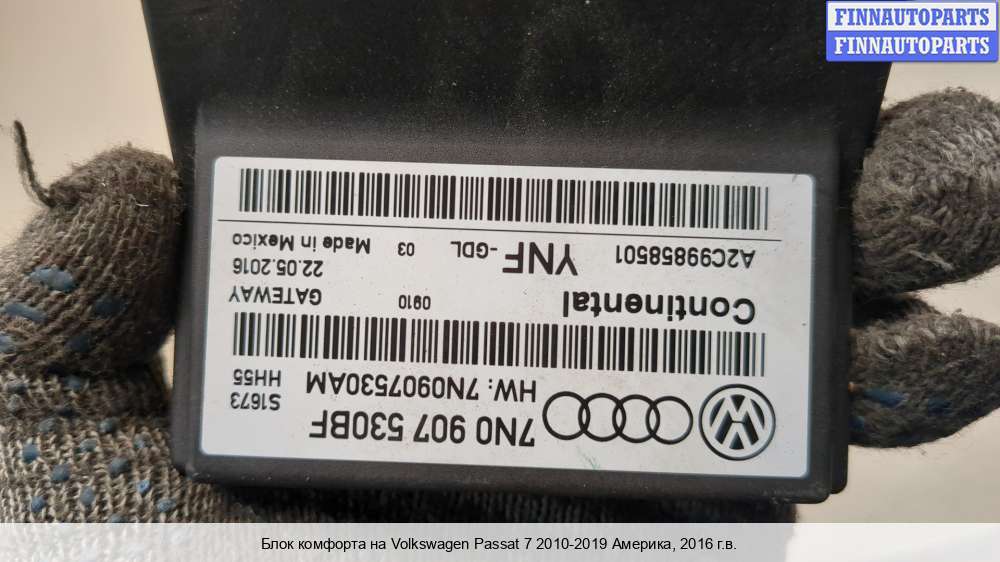 FINNAUTOPARTS
FINNAUTOPARTS
7N0 907 530BF
S1673
HW: 7N0907530AM
HH55
Continental
0910
GATEWAY
22.05.2016
A2C99858501
YNF -GDL
03
Made in Mexico
Блок комфорта на Volkswagen Passat 7 2010-2019 Америка, 2016 г.в.